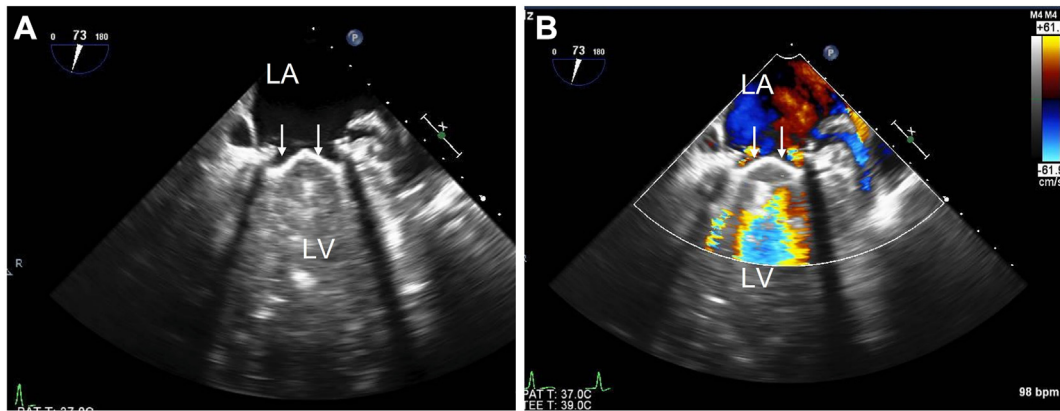 A
0 73 180
P
LA
LV
X
R
PAT T: 37.0C
B
0 73 180
P
M4 M4
+61.
-61.5
cm/s
LA
LV
X
PAT T: 37.0C
TEE T: 39.0C
98 bpm